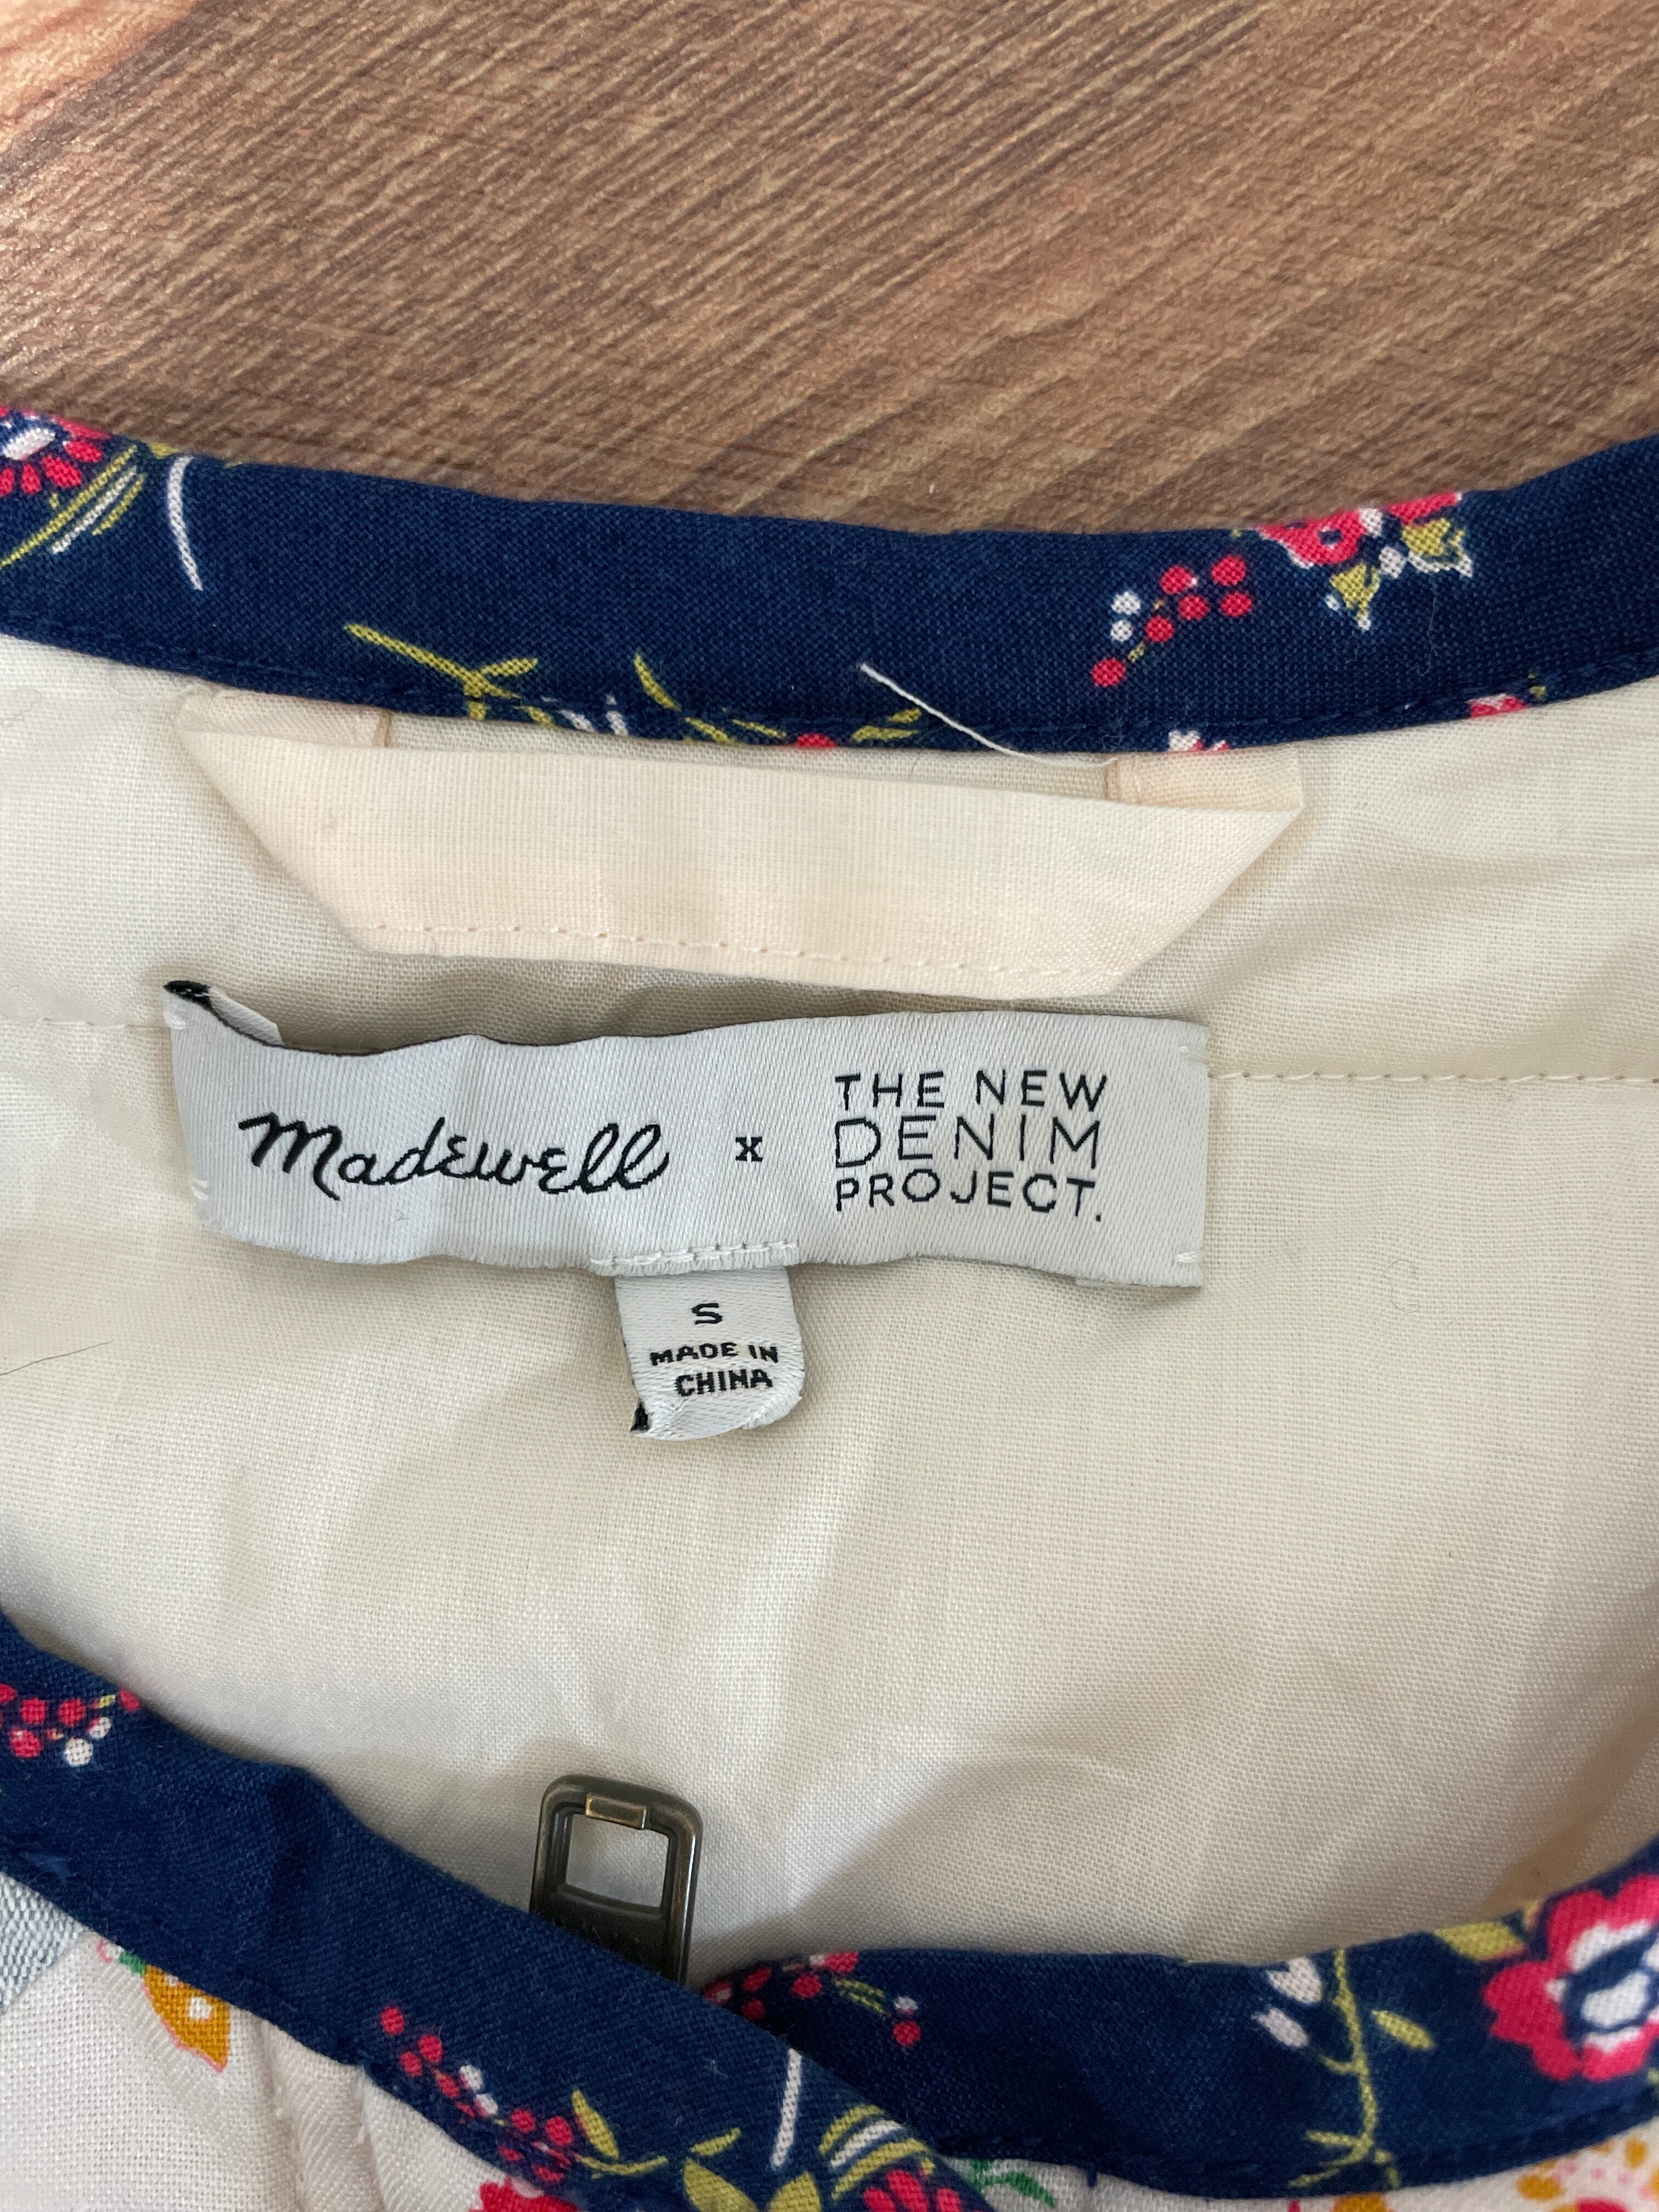 Madewell x THE NEW DENIM PROJECT.
S
MADE IN
CHINA